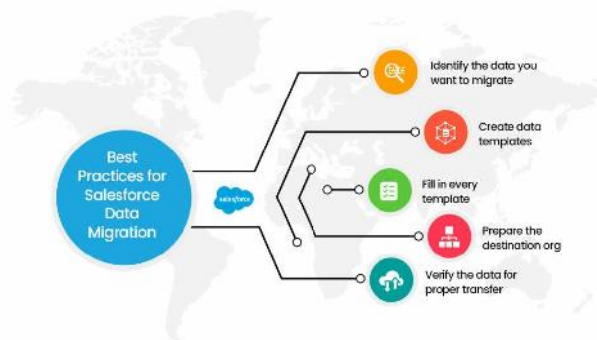 Best
Practices for
Salesforce
Data
Migration
salesforce
Identify the data you
want to migrate
Create data
templates
Fill in every
template
Prepare the
destination org
Verify the data for
proper transfer